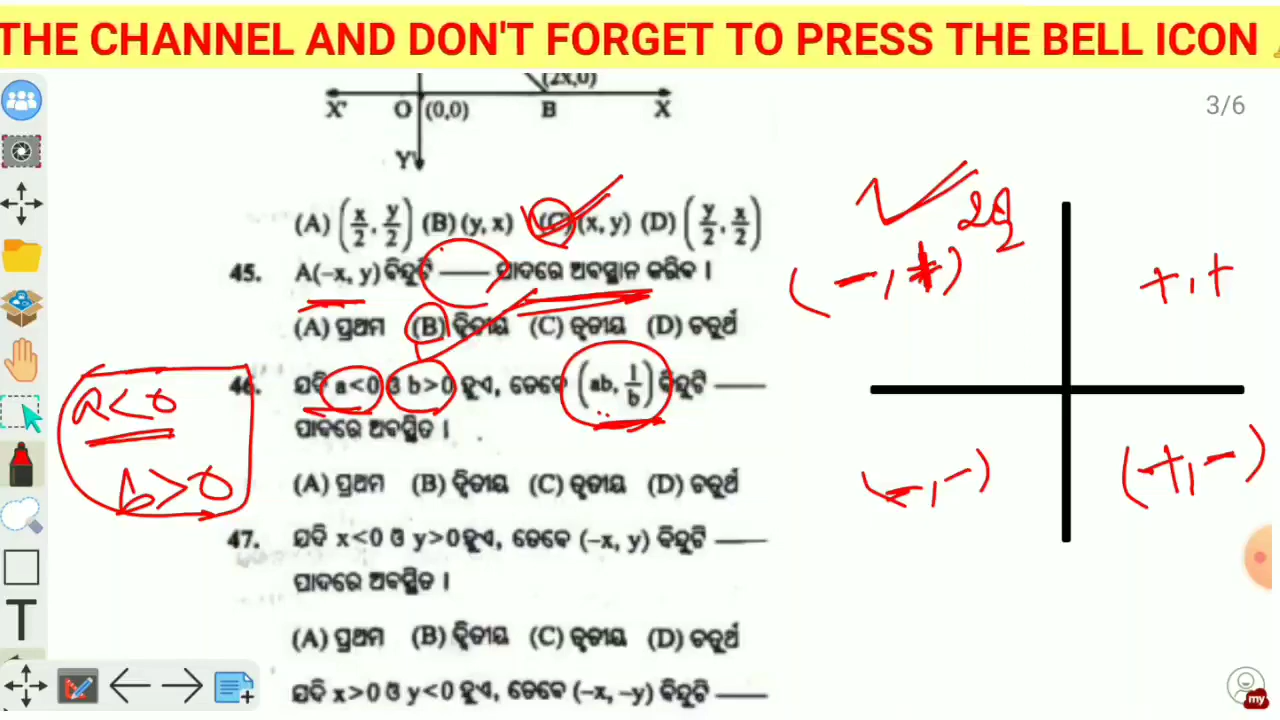 THE CHANNEL AND DON'T FORGET TO PRESS THE BELL ICON
3/6
(2x,0)
X' O (0,0) B X
Y'
(A) (x/2, y/2) (B) (y, x) (C) (x, y) (D) (y/2, x/2)
45. A(–x, y) ବିନ୍ଦୁଟି —— ପାଦରେ ଅବସ୍ଥାନ କରିବ ।
(A) ପ୍ରଥମ (B) ଦ୍ଵିତୀୟ (C) ତୃତୀୟ (D) ଚତୁର୍ଥ
46. ଯଦି a<0 ଓ b>0 ହୁଏ, ତେବେ (ab, 1/b) ବିନ୍ଦୁଟି ——
ପାଦରେ ଅବସ୍ଥିତ ।
(A) ପ୍ରଥମ (B) ଦ୍ଵିତୀୟ (C) ତୃତୀୟ (D) ଚତୁର୍ଥ
47. ଯଦି x<0 ଓ y>0 ହୁଏ, ତେବେ (–x, y) ବିନ୍ଦୁଟି ——
ପାଦରେ ଅବସ୍ଥିତ ।
(A) ପ୍ରଥମ (B) ଦ୍ଵିତୀୟ (C) ତୃତୀୟ (D) ଚତୁର୍ଥ
ଯଦି x>0 ଓ y<0 ହୁଏ, ତେବେ (–x, –y) ବିନ୍ଦୁଟି ——
a<0
b>0
(–, +)
+, +
(–, –)
(+, –)
T
my